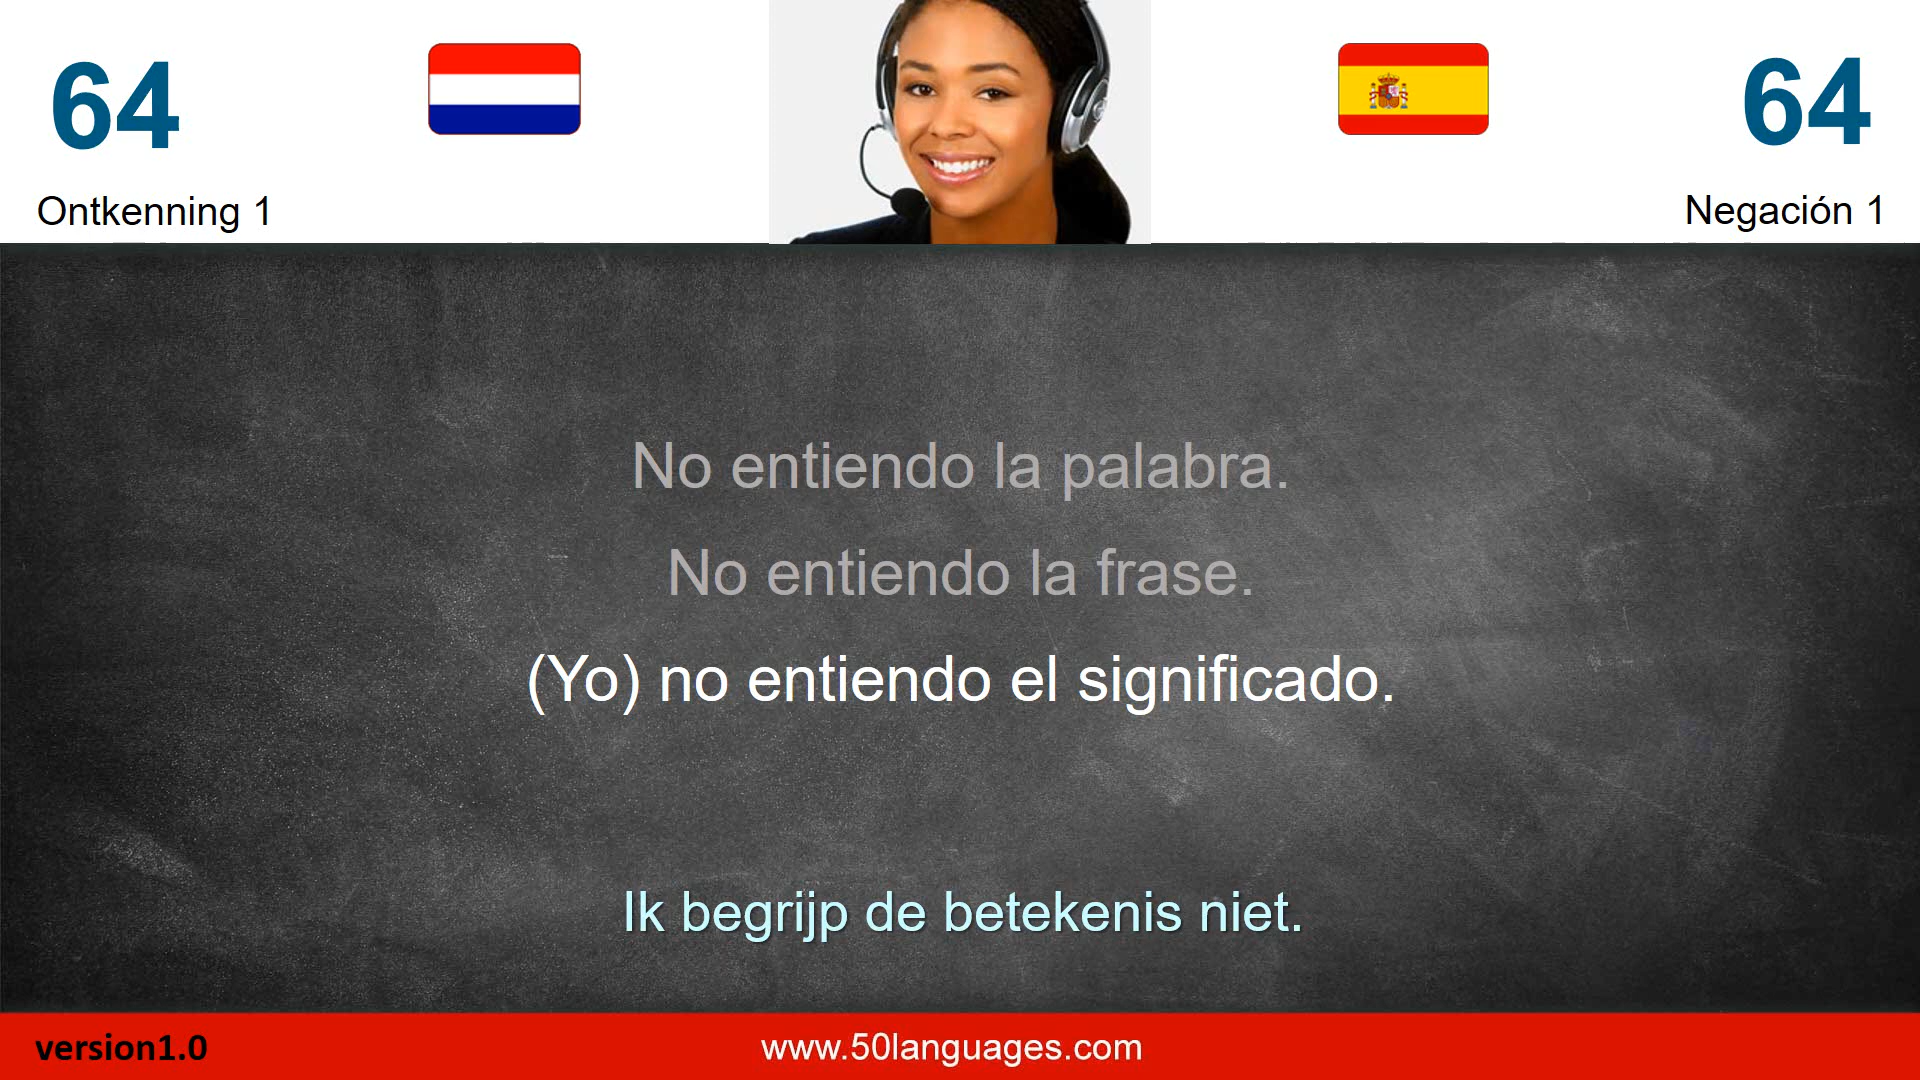 64
64
Ontkenning 1
Negación 1
No entiendo la palabra.
No entiendo la frase.
(Yo) no entiendo el significado.
Ik begrijp de betekenis niet.
version1.0
www.50languages.com